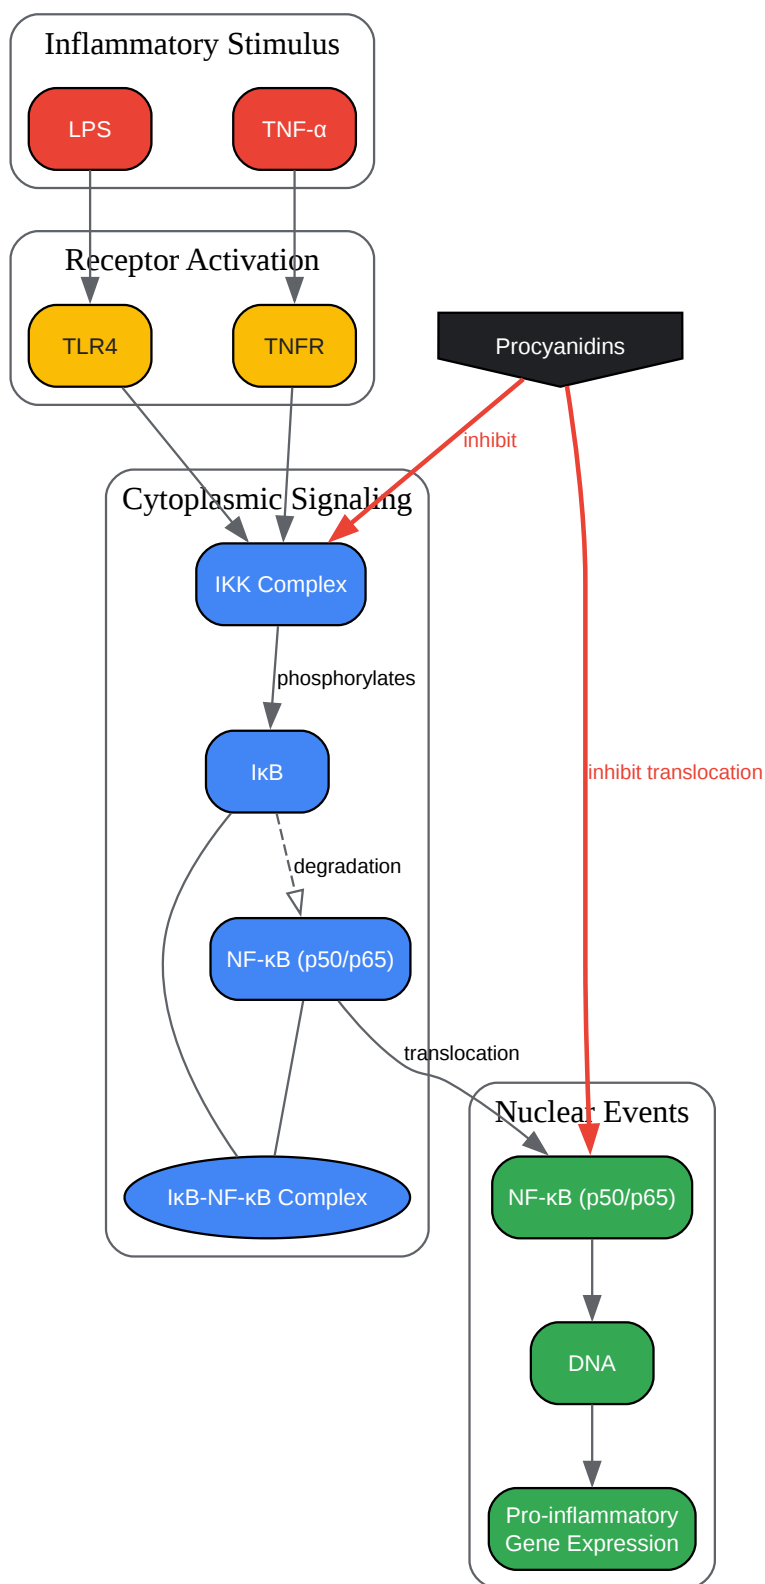 Inflammatory Stimulus
LPS
TNF-α
Receptor Activation
TLR4
TNFR
Procyanidins
inhibit
Cytoplasmic Signaling
IKK Complex
phosphorylates
IκB
inhibit translocation
degradation
NF-κB (p50/p65)
translocation
Nuclear Events
IκB-NF-κB Complex
NF-κB (p50/p65)
DNA
Pro-inflammatory
Gene Expression